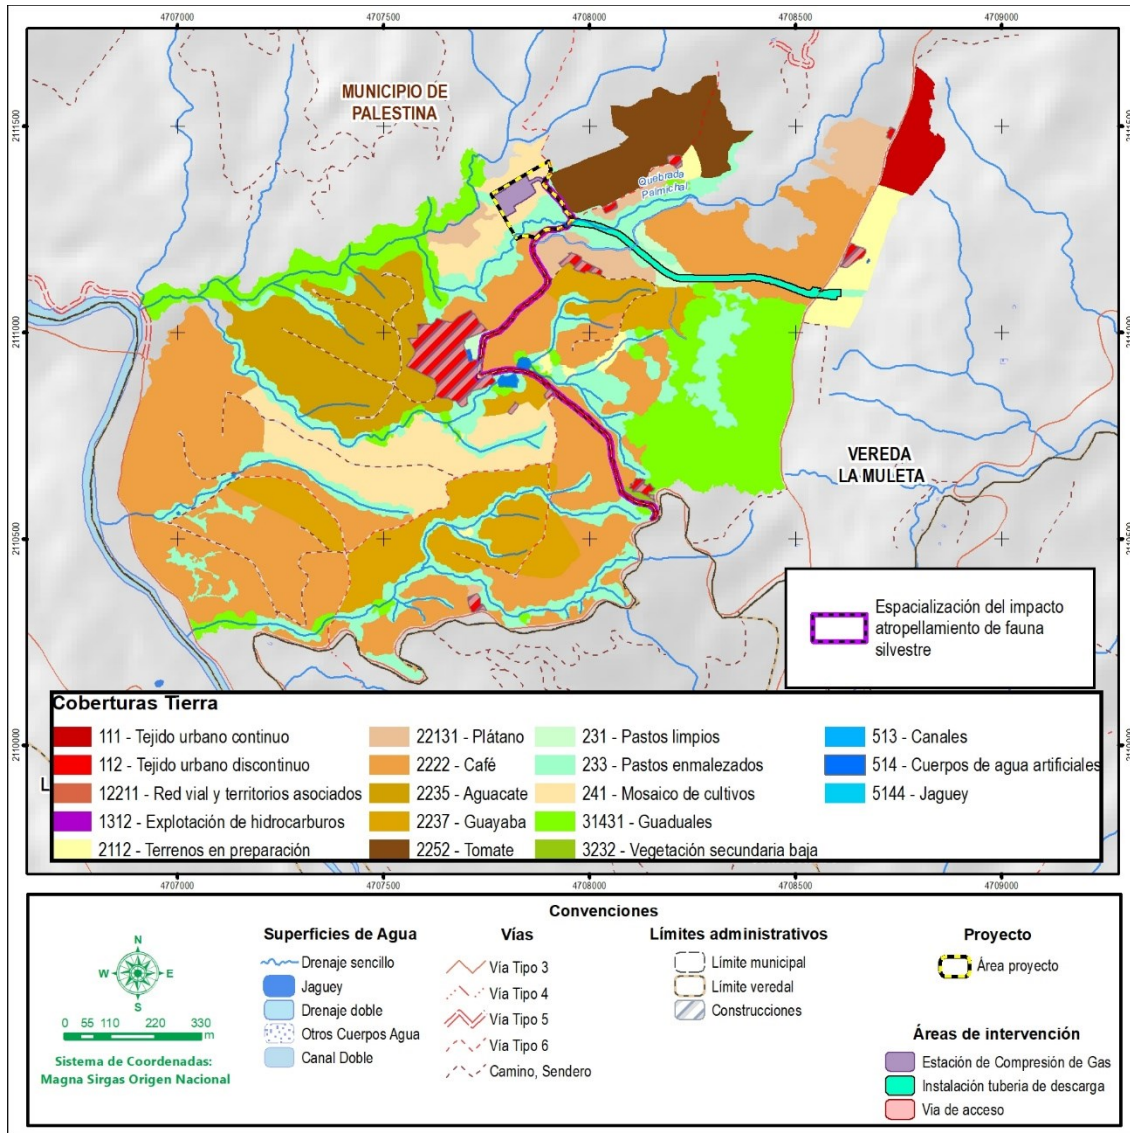 4707000 4707500 4708000 4708500 4709000
MUNICIPIO DE
PALESTINA
2111500 2111500
Quebrada
Palmichal
2111000 2111000
VEREDA
LA MULETA
2110500 2110500
Espacialización del impacto
atropellamiento de fauna
silvestre
Coberturas Tierra
111 - Tejido urbano continuo
112 - Tejido urbano discontinuo
12211 - Red vial y territorios asociados
1312 - Explotación de hidrocarburos
2112 - Terrenos en preparación
22131 - Plátano
2222 - Café
2235 - Aguacate
2237 - Guayaba
2252 - Tomate
231 - Pastos limpios
233 - Pastos enmalezados
241 - Mosaico de cultivos
31431 - Guaduales
3232 - Vegetación secundaria baja
513 - Canales
514 - Cuerpos de agua artificiales
5144 - Jaguey
2110000 2110000
L
4707000 4707500 4708000 4708500 4709000
Convenciones
N
W E
S
0 55 110 220 330
m
Sistema de Coordenadas:
Magna Sirgas Origen Nacional
Superficies de Agua
Drenaje sencillo
Jaguey
Drenaje doble
Otros Cuerpos Agua
Canal Doble
Vías
Vía Tipo 3
Vía Tipo 4
Vía Tipo 5
Vía Tipo 6
Camino, Sendero
Límites administrativos
Límite municipal
Límite veredal
Construcciones
Proyecto
Área proyecto
Áreas de intervención
Estación de Compresión de Gas
Instalación tuberia de descarga
Via de acceso